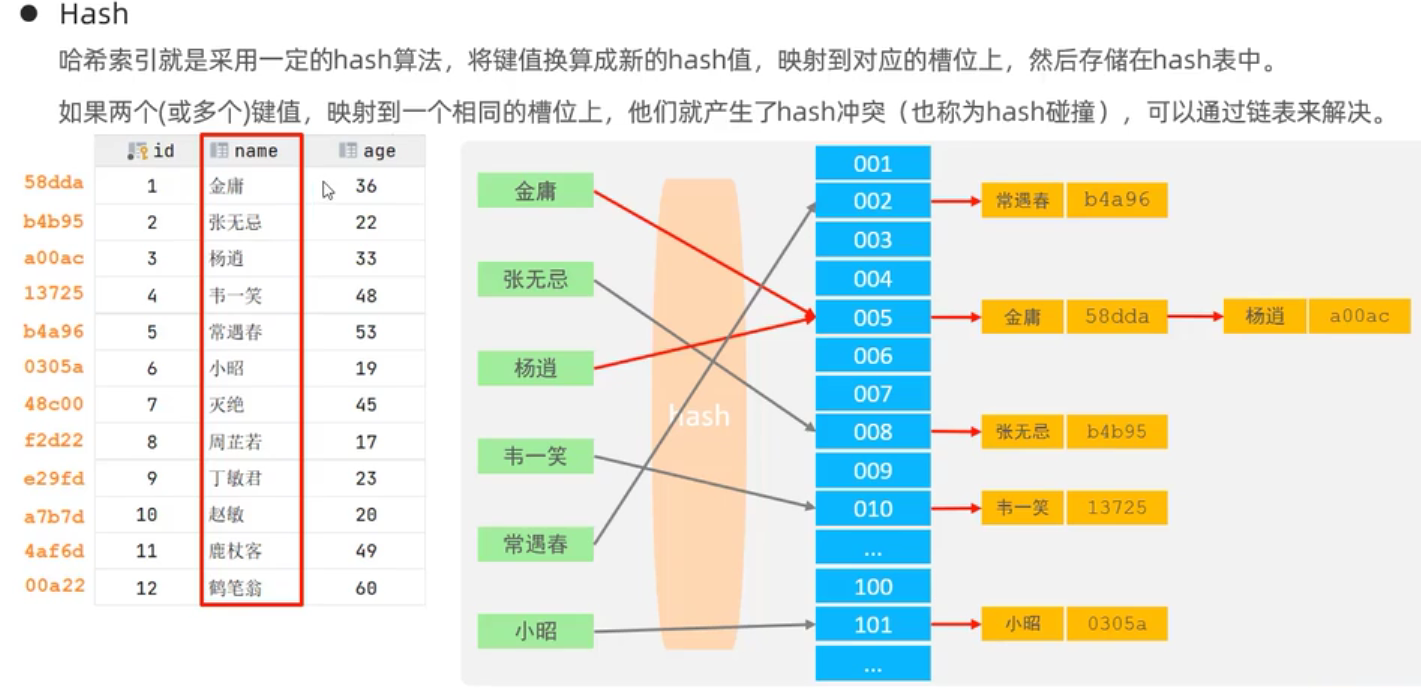 ● Hash
哈希索引就是采用一定的hash算法，将键值换算成新的hash值，映射到对应的槽位上，然后存储在hash表中。
如果两个(或多个)键值，映射到一个相同的槽位上，他们就产生了hash冲突（也称为hash碰撞），可以通过链表来解决。
id name age
58dda 1 金庸 36
b4b95 2 张无忌 22
a00ac 3 杨逍 33
13725 4 韦一笑 48
b4a96 5 常遇春 53
0305a 6 小昭 19
48c00 7 灭绝 45
f2d22 8 周芷若 17
e29fd 9 丁敏君 23
a7b7d 10 赵敏 20
4af6d 11 鹿杖客 49
00a22 12 鹤笔翁 60
金庸
张无忌
杨逍
韦一笑
常遇春
小昭
hash
001
002 常遇春 b4a96
003
004
005 金庸 58dda 杨逍 a00ac
006
007
008 张无忌 b4b95
009
010 韦一笑 13725
...
100
101 小昭 0305a
...